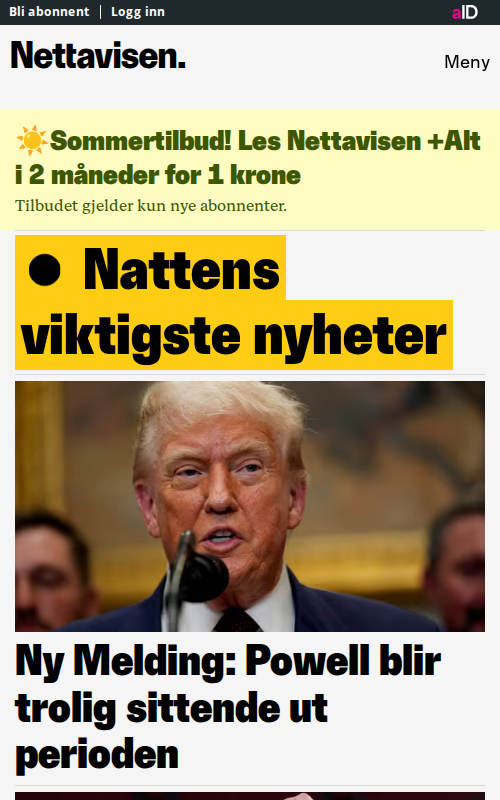 Bli abonnent | Logg inn
aID
Nettavisen.
Meny
☀️Sommertilbud! Les Nettavisen +Alt
i 2 måneder for 1 krone
Tilbudet gjelder kun nye abonnenter.
● Nattens
viktigste nyheter
Ny Melding: Powell blir
trolig sittende ut
perioden